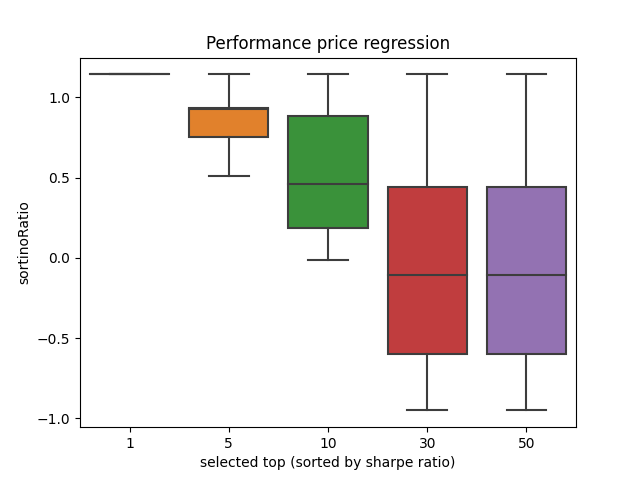 Performance price regression
sortinoRatio
1.0
0.5
0.0
−0.5
−1.0
1 5 10 30 50
selected top (sorted by sharpe ratio)